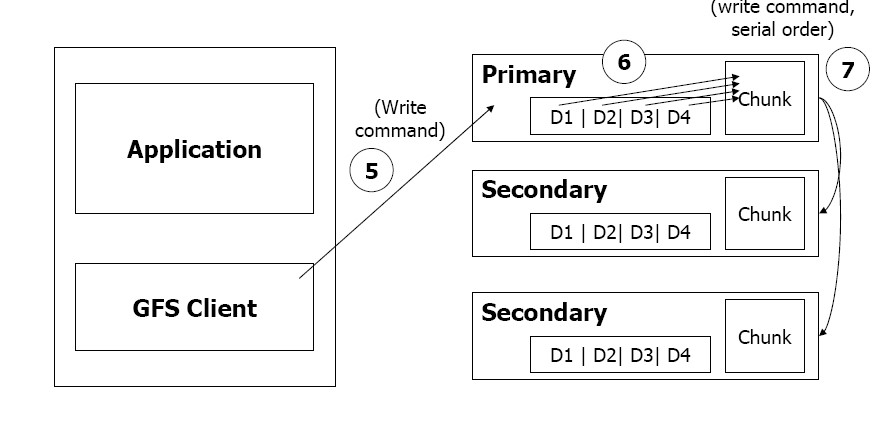 (write command,
serial order)
Primary
6
7
D1 | D2| D3| D4
Chunk
Application
(Write
command)
5
Secondary
D1 | D2| D3| D4
Chunk
GFS Client
Secondary
D1 | D2| D3| D4
Chunk